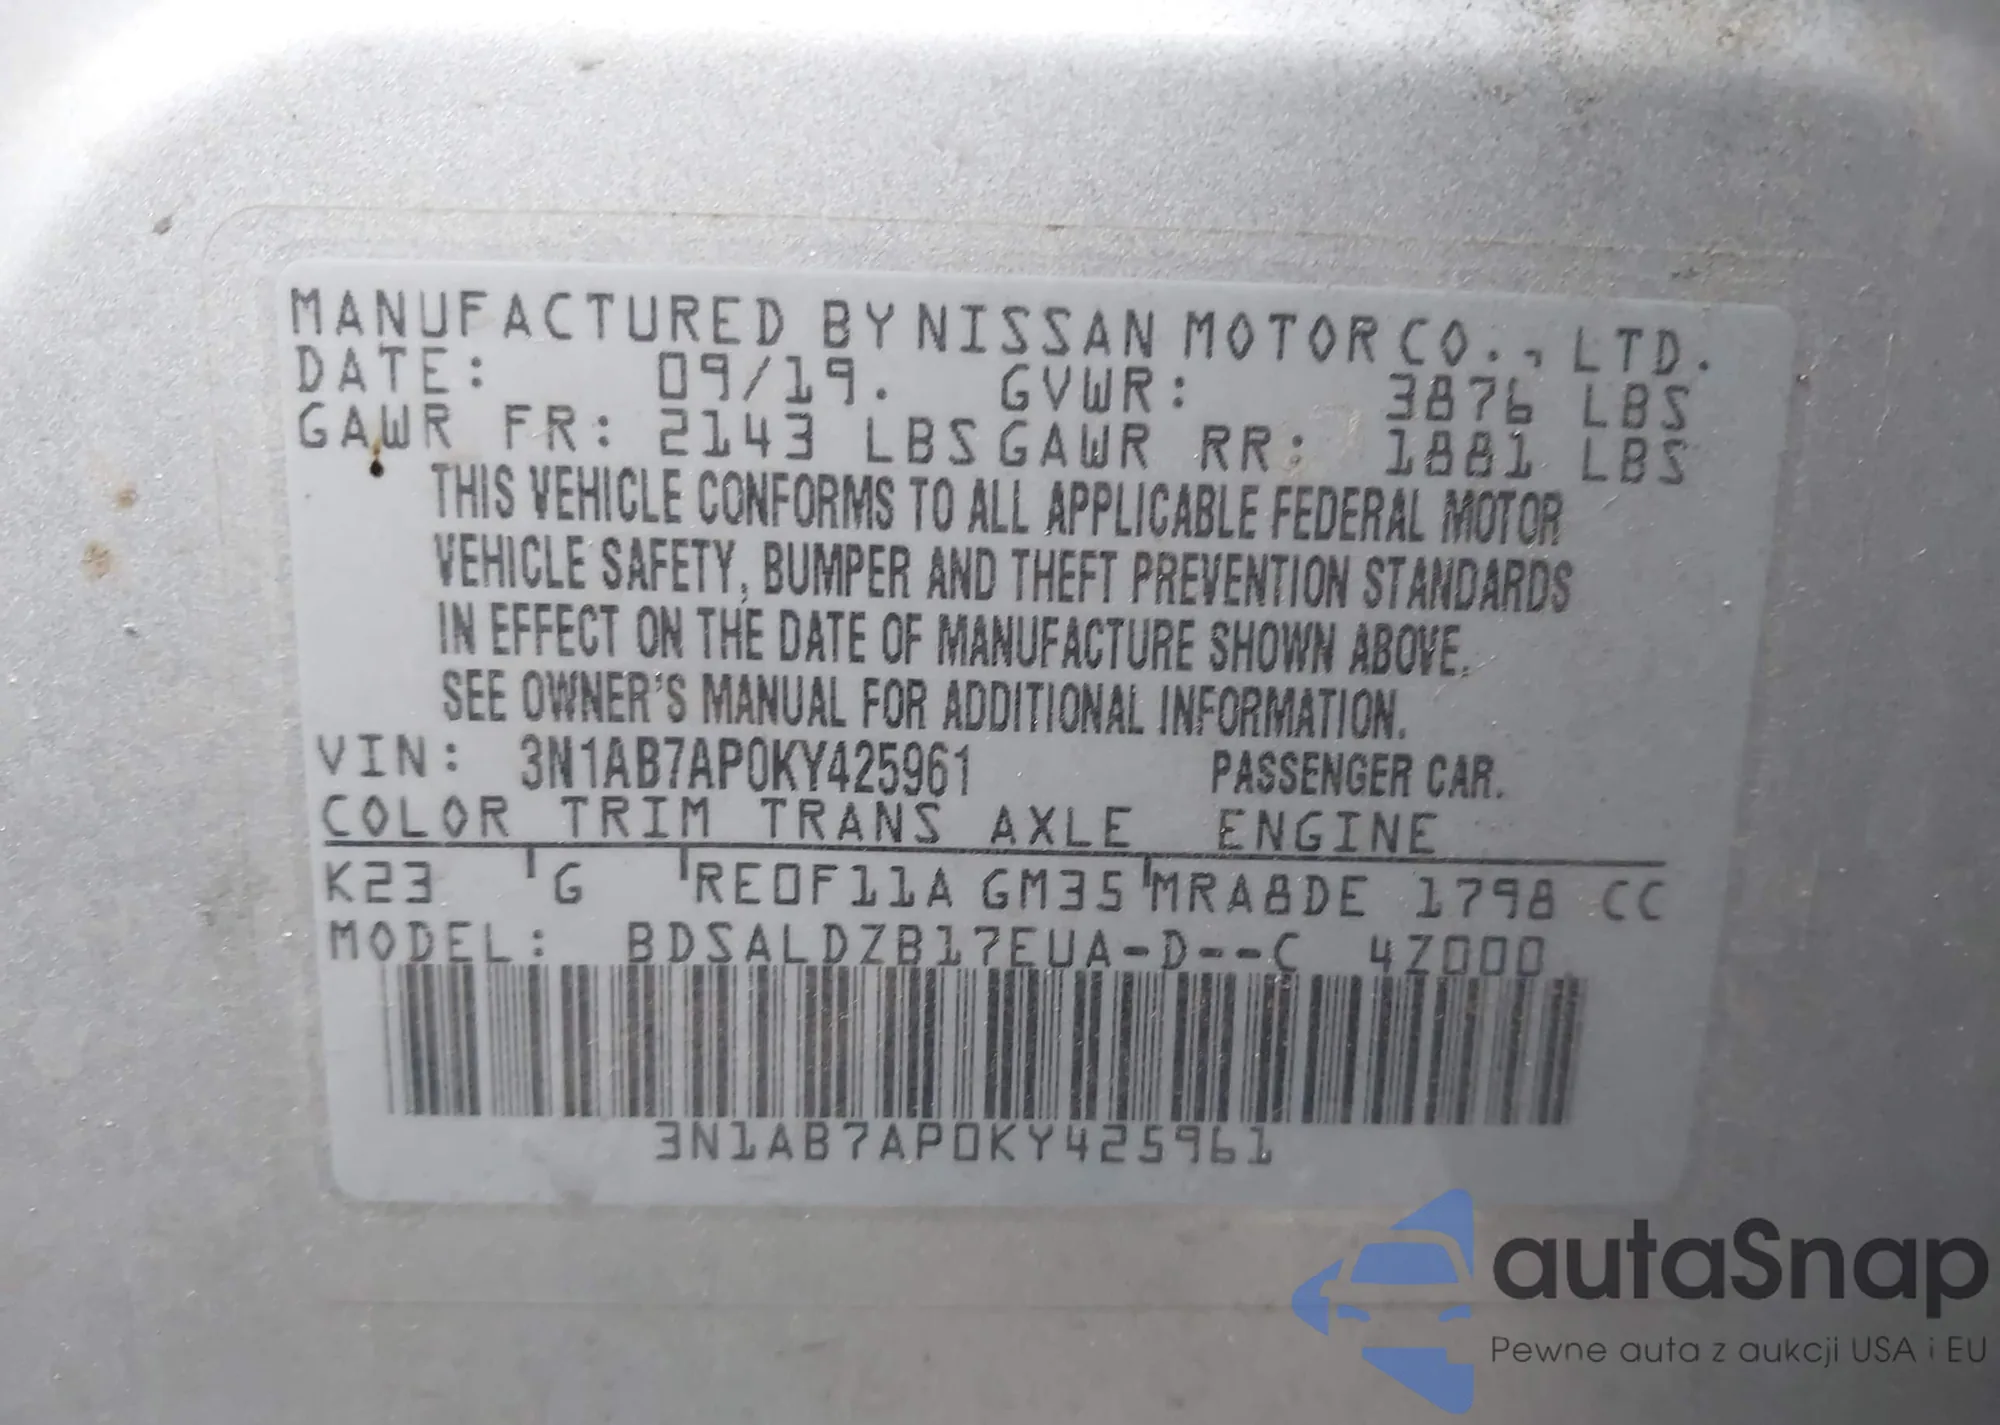 MANUFACTURED BY NISSAN MOTOR CO., LTD.
DATE: 09/19. GVWR: 3876 LBS
GAWR FR: 2143 LBS GAWR RR: 1881 LBS
THIS VEHICLE CONFORMS TO ALL APPLICABLE FEDERAL MOTOR
VEHICLE SAFETY, BUMPER AND THEFT PREVENTION STANDARDS
IN EFFECT ON THE DATE OF MANUFACTURE SHOWN ABOVE.
SEE OWNER'S MANUAL FOR ADDITIONAL INFORMATION.
VIN: 3N1AB7AP0KY425961 PASSENGER CAR.
COLOR TRIM TRANS AXLE ENGINE
K23 G RE0F11A GM35 MRA8DE 1798 CC
MODEL: BDSALDZB17EUA-D--C 4Z000
3N1AB7AP0KY425961
autaSnap
Pewne auta z aukcji USA i EU